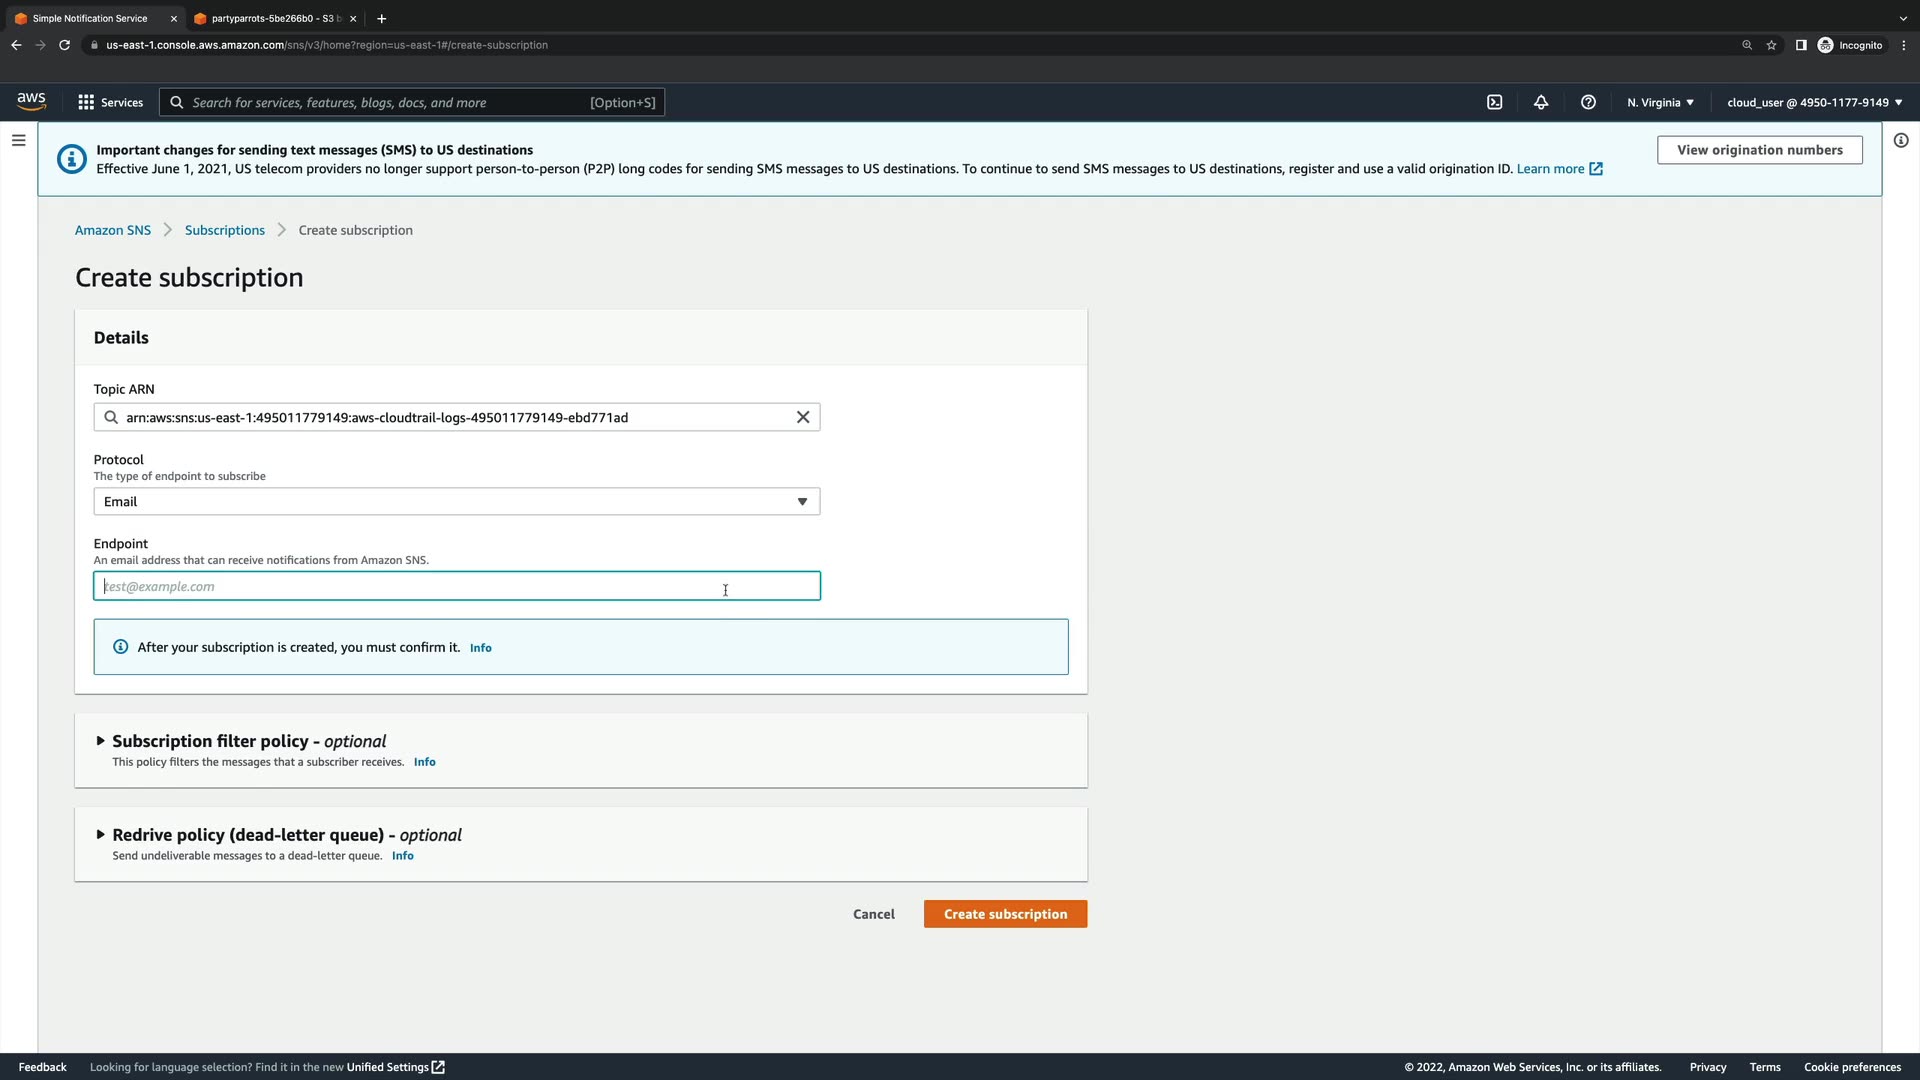 Simple Notification Service
partyparrots-5be266b0 - S3 b
us-east-1.console.aws.amazon.com/sns/v3/home?region=us-east-1#/create-subscription
Incognito
aws
Services
Search for services, features, blogs, docs, and more
[Option+S]
N. Virginia
cloud_user @ 4950-1177-9149
Important changes for sending text messages (SMS) to US destinations
Effective June 1, 2021, US telecom providers no longer support person-to-person (P2P) long codes for sending SMS messages to US destinations. To continue to send SMS messages to US destinations, register and use a valid origination ID. Learn more
View origination numbers
Amazon SNS
Subscriptions
Create subscription
Create subscription
Details
Topic ARN
arn:aws:sns:us-east-1:495011779149:aws-cloudtrail-logs-495011779149-ebd771ad
Protocol
The type of endpoint to subscribe
Email
Endpoint
An email address that can receive notifications from Amazon SNS.
test@example.com
After your subscription is created, you must confirm it. Info
Subscription filter policy - optional
This policy filters the messages that a subscriber receives. Info
Redrive policy (dead-letter queue) - optional
Send undeliverable messages to a dead-letter queue. Info
Cancel
Create subscription
Feedback
Looking for language selection? Find it in the new Unified Settings
© 2022, Amazon Web Services, Inc. or its affiliates.
Privacy
Terms
Cookie preferences